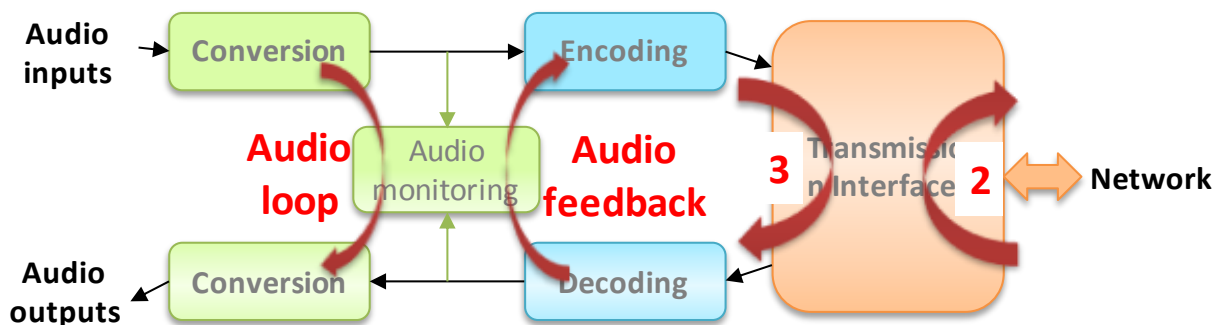 Audio
inputs
Conversion
Encoding
Audio
loop
Audio
monitoring
Audio
feedback
3
Transmissio
n Interface
2
Network
Audio
outputs
Conversion
Decoding